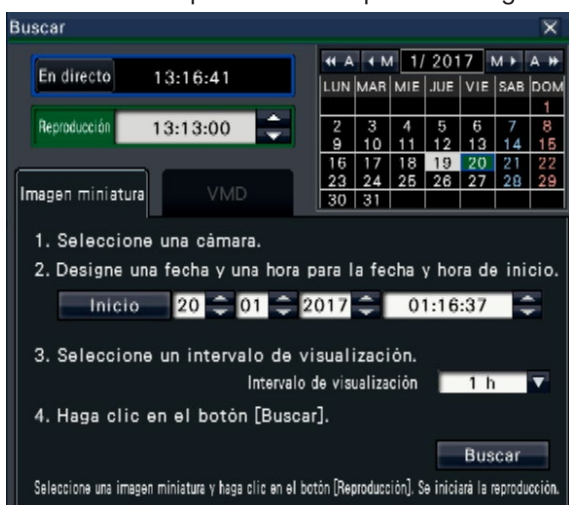 Buscar
En directo 13:16:41
Reproducción 13:13:00
A M 1/ 2017 M A
LUN MAR MIE JUE VIE SAB DOM
1
2 3 4 5 6 7 8
9 10 11 12 13 14 15
16 17 18 19 20 21 22
23 24 25 26 27 28 29
30 31
Imagen miniatura VMD
1. Seleccione una cámara.
2. Designe una fecha y una hora para la fecha y hora de inicio.
Inicio 20 01 2017 01:16:37
3. Seleccione un intervalo de visualización.
Intervalo de visualización 1 h
4. Haga clic en el botón [Buscar].
Buscar
Seleccione una imagen miniatura y haga clic en el botón [Reproducción]. Se iniciará la reproducción.